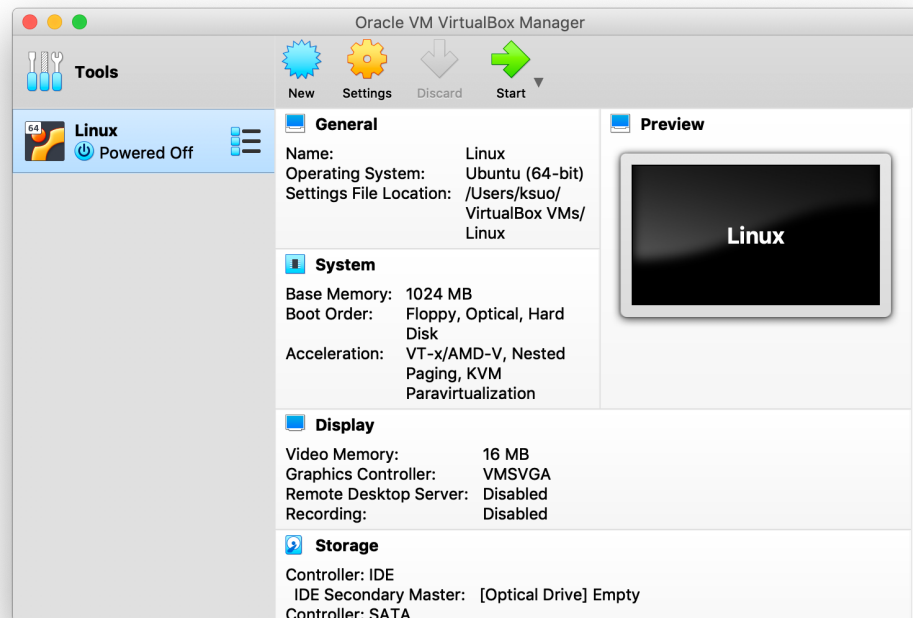 Oracle VM VirtualBox Manager
Tools
New
Settings
Discard
Start
64
Linux
Powered Off
General
Name: Linux
Operating System: Ubuntu (64-bit)
Settings File Location: /Users/ksuo/
VirtualBox VMs/
Linux
Preview
Linux
System
Base Memory: 1024 MB
Boot Order: Floppy, Optical, Hard
Disk
Acceleration: VT-x/AMD-V, Nested
Paging, KVM
Paravirtualization
Display
Video Memory: 16 MB
Graphics Controller: VMSVGA
Remote Desktop Server: Disabled
Recording: Disabled
Storage
Controller: IDE
IDE Secondary Master: [Optical Drive] Empty
Controller: SATA